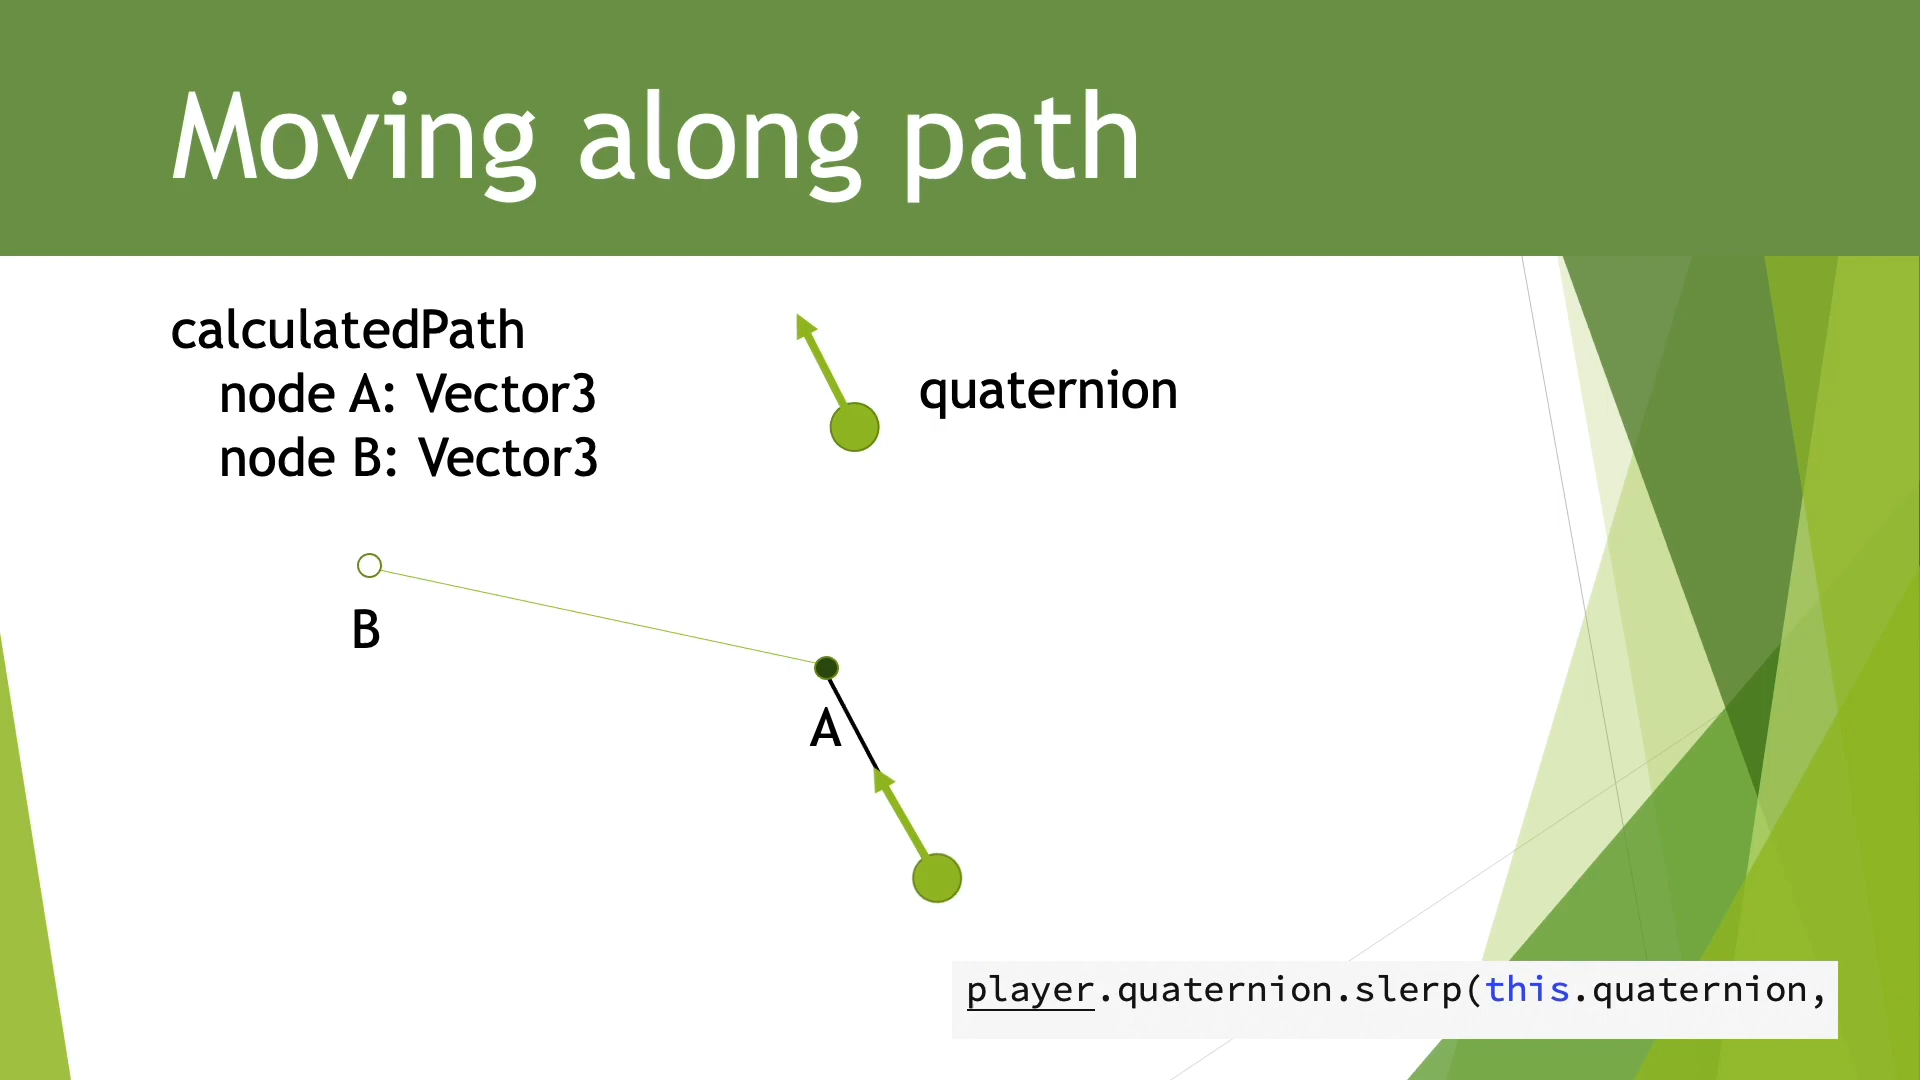 Moving along path
calculatedPath
node A: Vector3
node B: Vector3
quaternion
B
A
player.quaternion.slerp(this.quaternion,